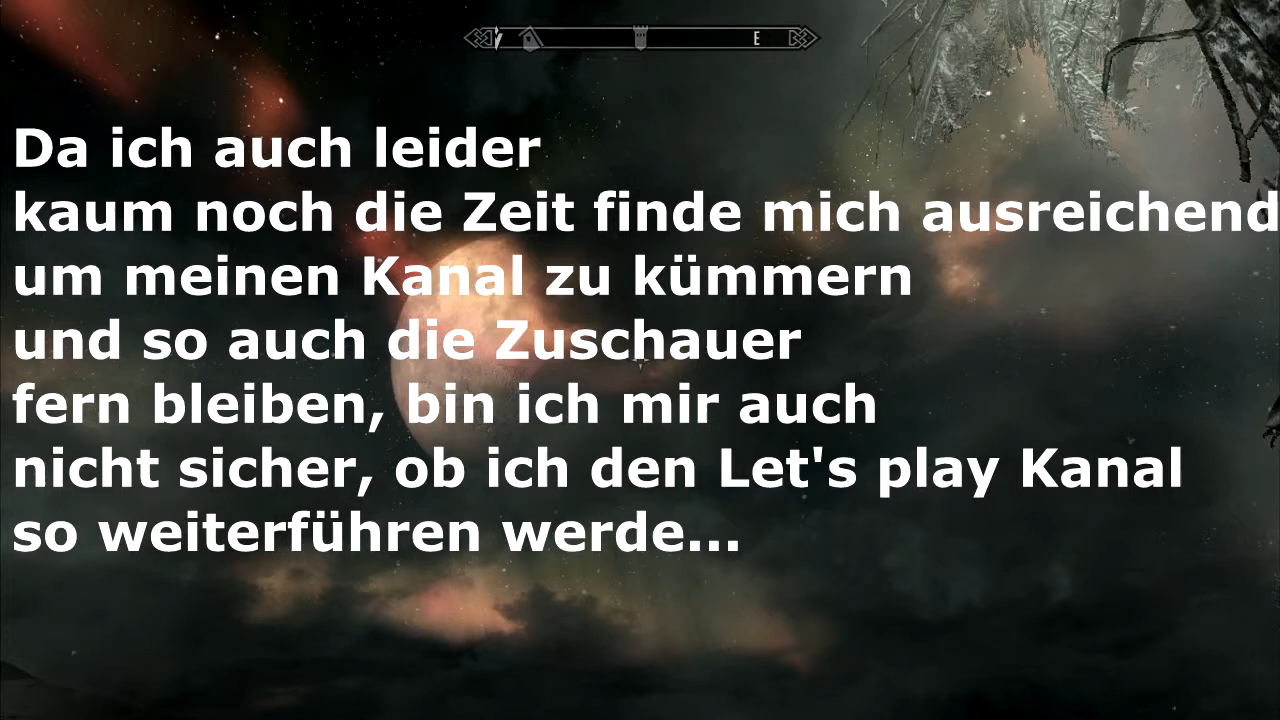 E
Da ich auch leider
kaum noch die Zeit finde mich ausreichend
um meinen Kanal zu kümmern
und so auch die Zuschauer
fern bleiben, bin ich mir auch
nicht sicher, ob ich den Let's play Kanal
so weiterführen werde...